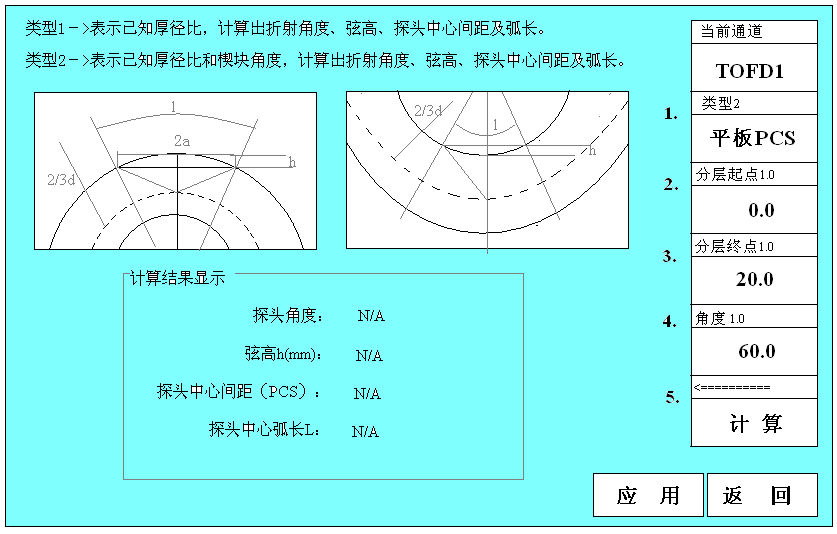 类型1－>表示已知厚径比，计算出折射角度、弦高、探头中心间距及弧长。
类型2－>表示已知厚径比和楔块角度，计算出折射角度、弦高、探头中心间距及弧长。
l
2a
h
2/3d
2/3d
l
h
计算结果显示
探头角度： N/A
弦高h(mm)： N/A
探头中心间距（PCS）： N/A
探头中心弧长L： N/A
当前通道
TOFD1
1.
类型2
平板PCS
2.
分层起点1.0
0.0
3.
分层终点1.0
20.0
4.
角度 1.0
60.0
5.
<==========
计 算
应 用
返 回